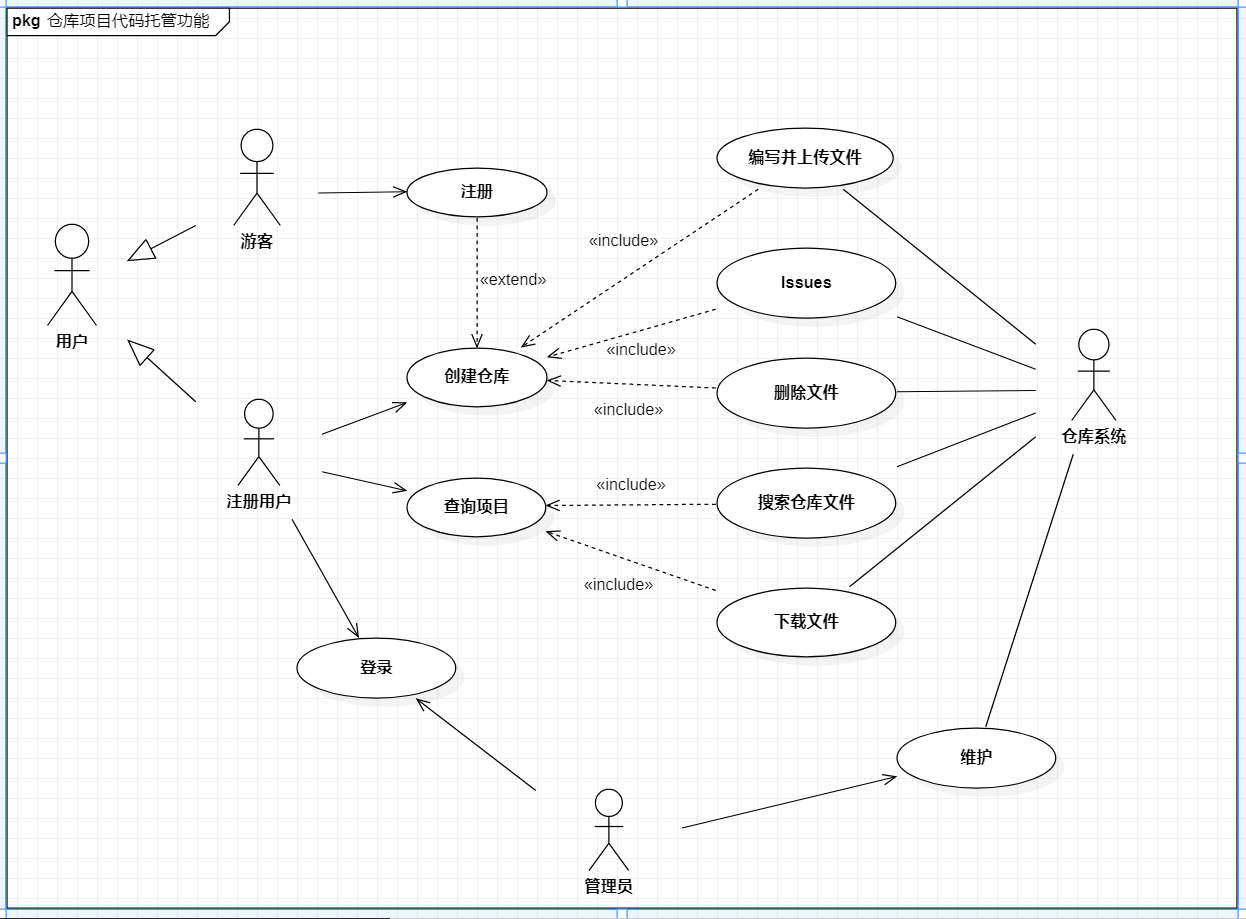 pkg 仓库项目代码托管功能
编写并上传文件
注册
游客
«include»
«extend»
Issues
用户
«include»
创建仓库
删除文件
«include»
仓库系统
«include»
注册用户
查询项目
搜索仓库文件
«include»
下载文件
登录
维护
管理员